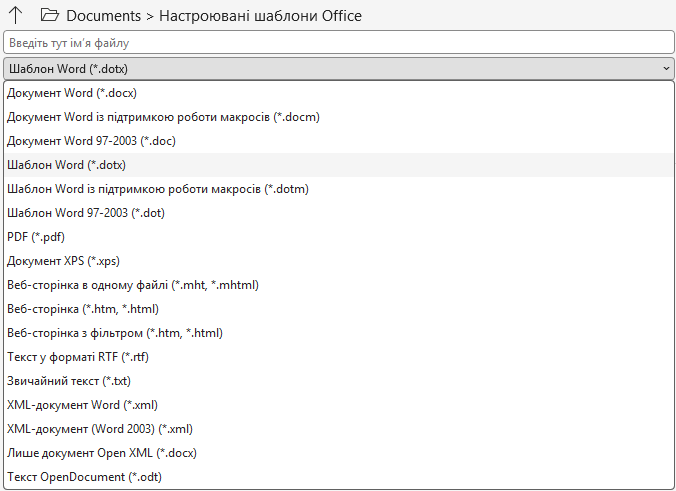 Documents > Настроювані шаблони Office
Введіть тут ім'я файлу
Шаблон Word (*.dotx)
Документ Word (*.docx)
Документ Word із підтримкою роботи макросів (*.docm)
Документ Word 97-2003 (*.doc)
Шаблон Word (*.dotx)
Шаблон Word із підтримкою роботи макросів (*.dotm)
Шаблон Word 97-2003 (*.dot)
PDF (*.pdf)
Документ XPS (*.xps)
Веб-сторінка в одному файлі (*.mht, *.mhtml)
Веб-сторінка (*.htm, *.html)
Веб-сторінка з фільтром (*.htm, *.html)
Текст у форматі RTF (*.rtf)
Звичайний текст (*.txt)
XML-документ Word (*.xml)
XML-документ (Word 2003) (*.xml)
Лише документ Open XML (*.docx)
Текст OpenDocument (*.odt)